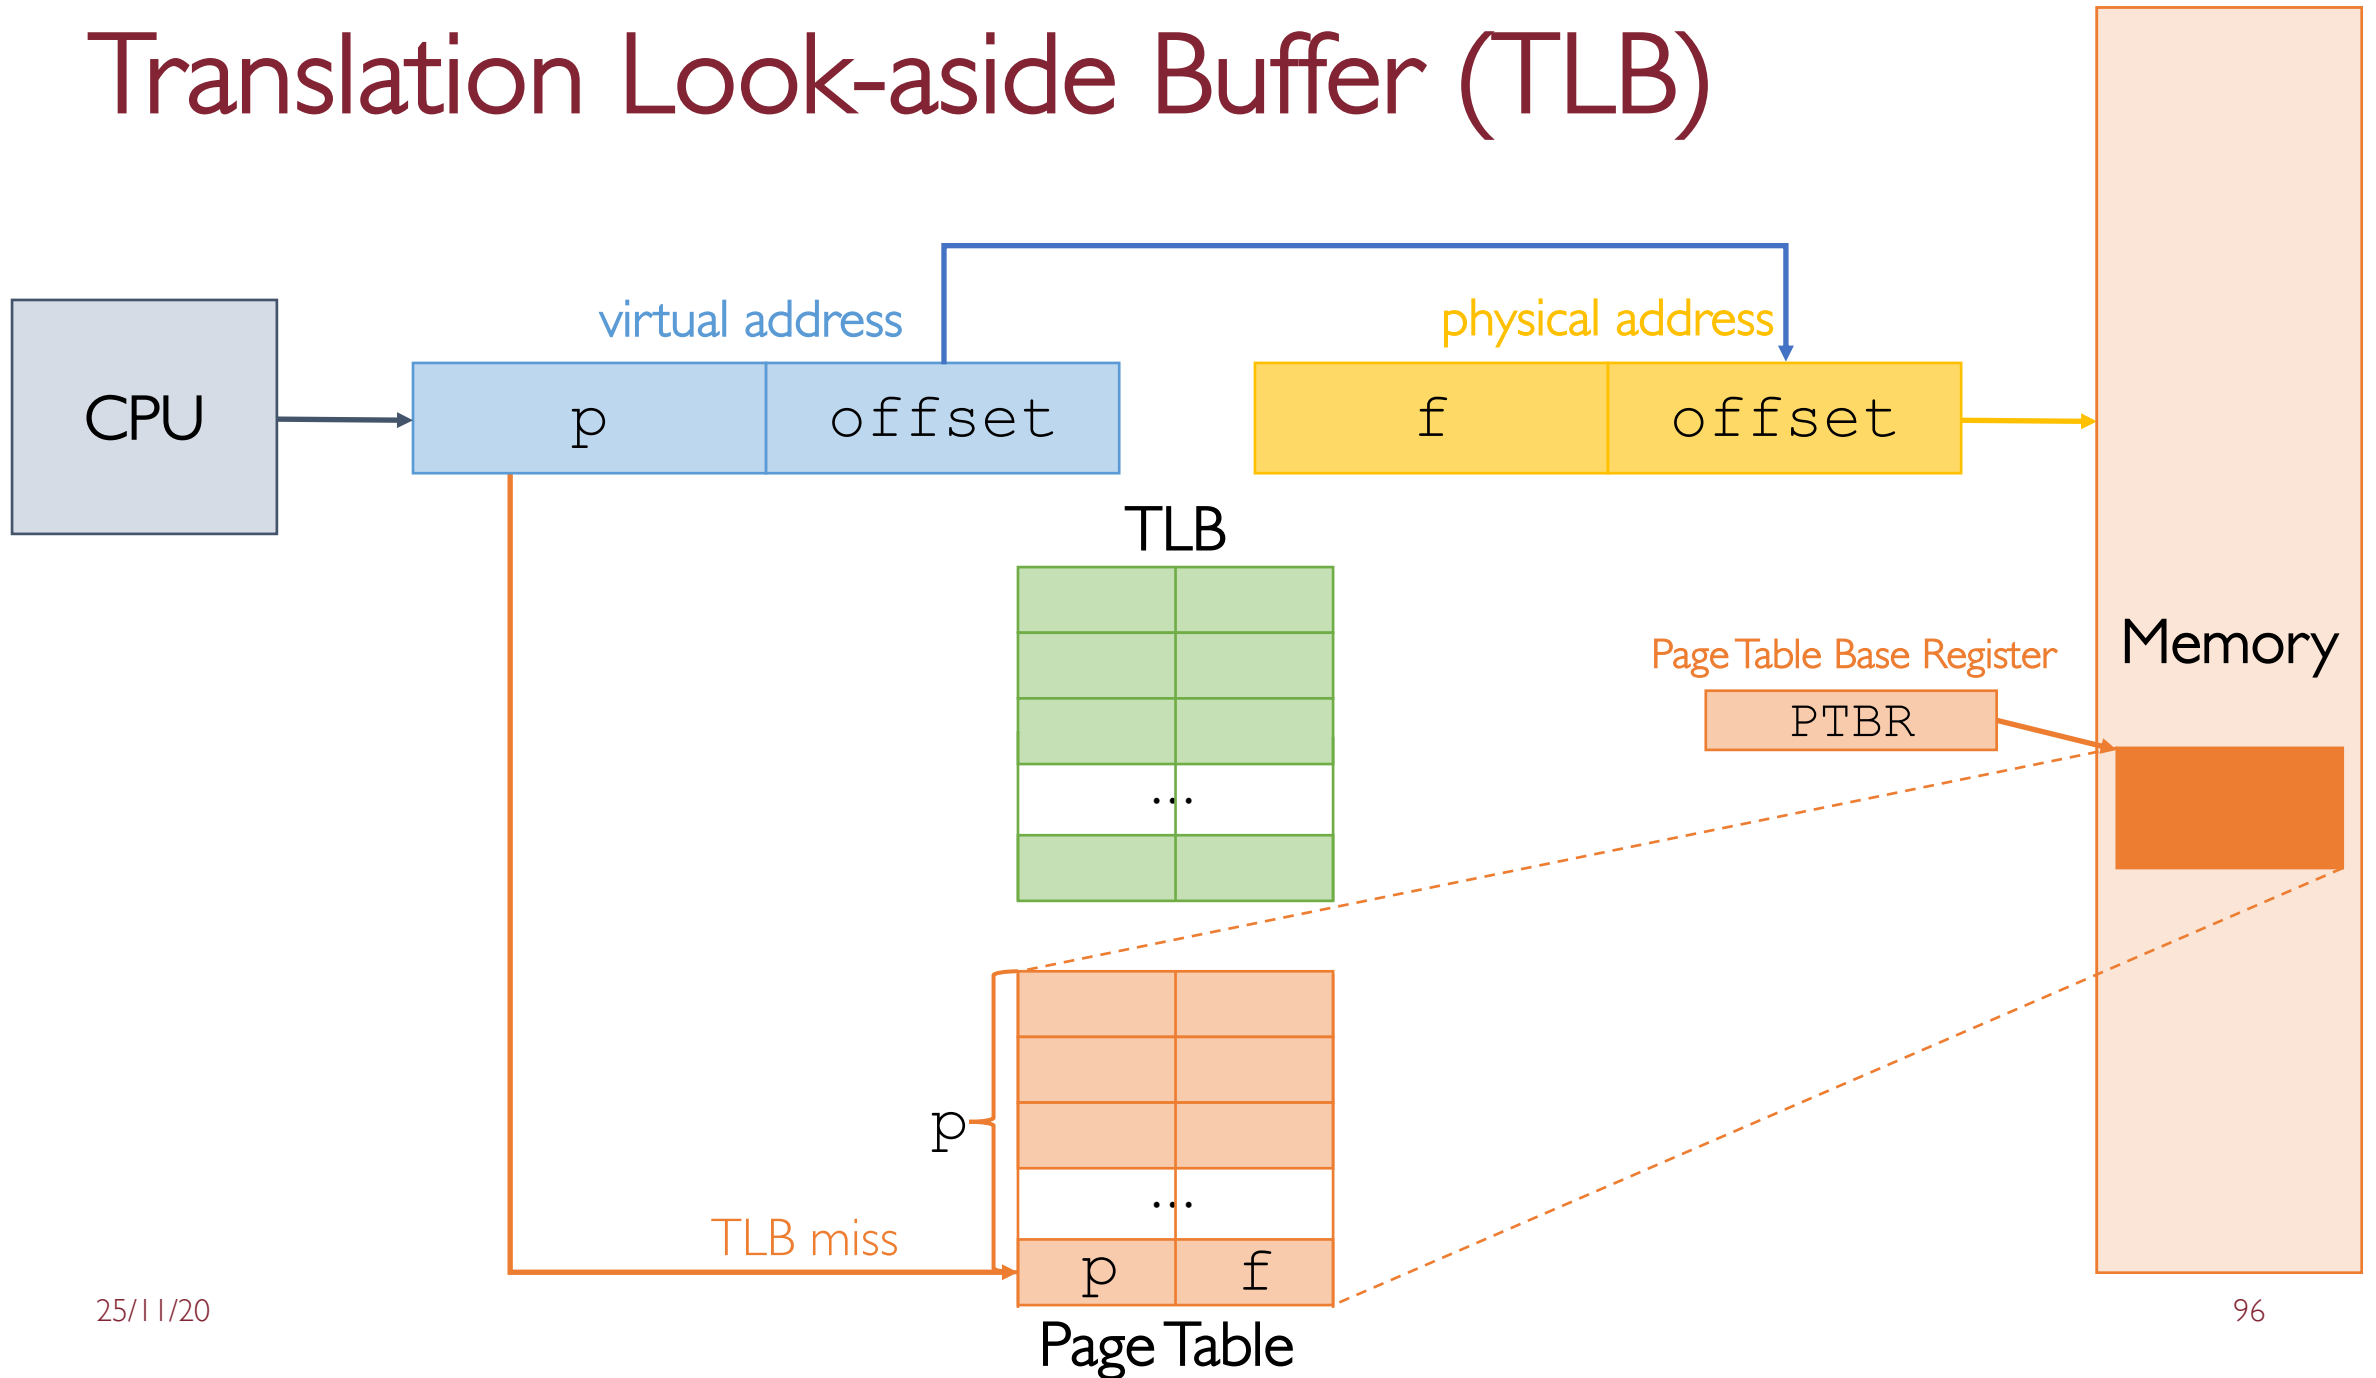 Translation Look-aside Buffer (TLB)
virtual address
physical address
CPU
p
offset
f
offset
TLB
...
Page Table Base Register
PTBR
Memory
p
...
TLB miss
p
f
Page Table
25/11/20
96